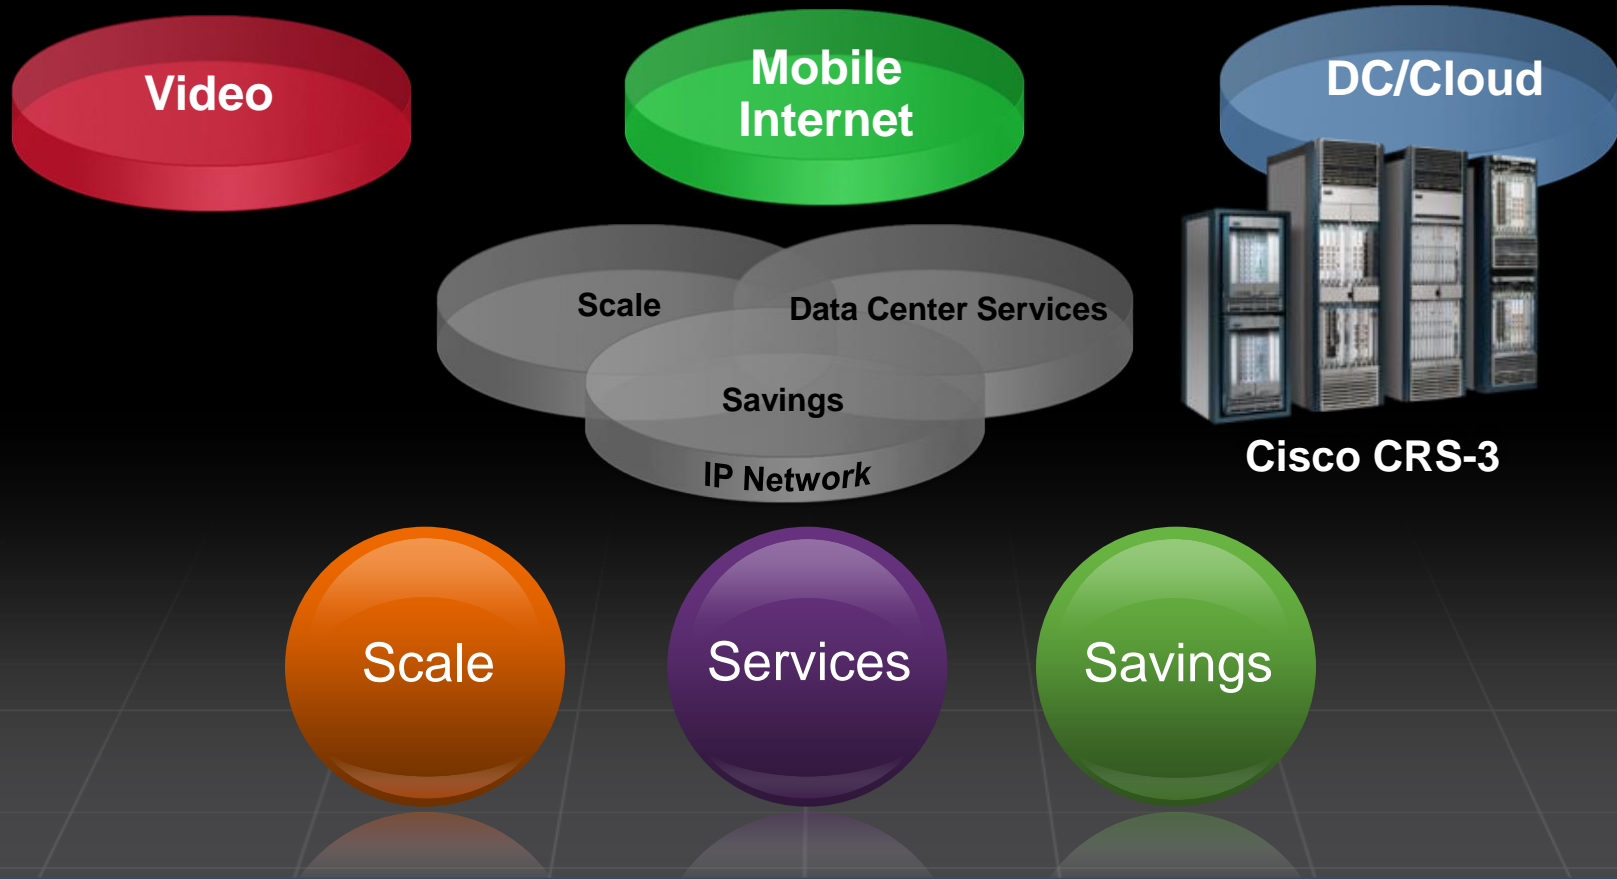 Video
Mobile
Internet
DC/Cloud
Scale
Data Center Services
Savings
IP Network
Cisco CRS-3
Scale
Services
Savings